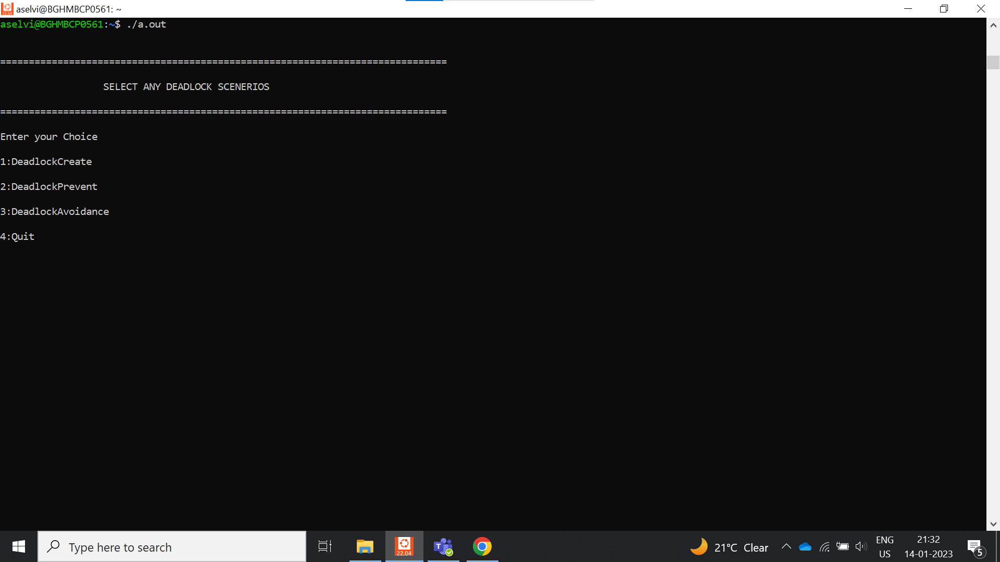 aselvi@BGHMBCP0561: ~
aselvi@BGHMBCP0561:~$ ./a.out
==============================================================================
SELECT ANY DEADLOCK SCENERIOS
==============================================================================
Enter your Choice
1:DeadlockCreate
2:DeadlockPrevent
3:DeadlockAvoidance
4:Quit
Type here to search
22.04
T
21°C Clear
ENG
US
21:32
14-01-2023
5